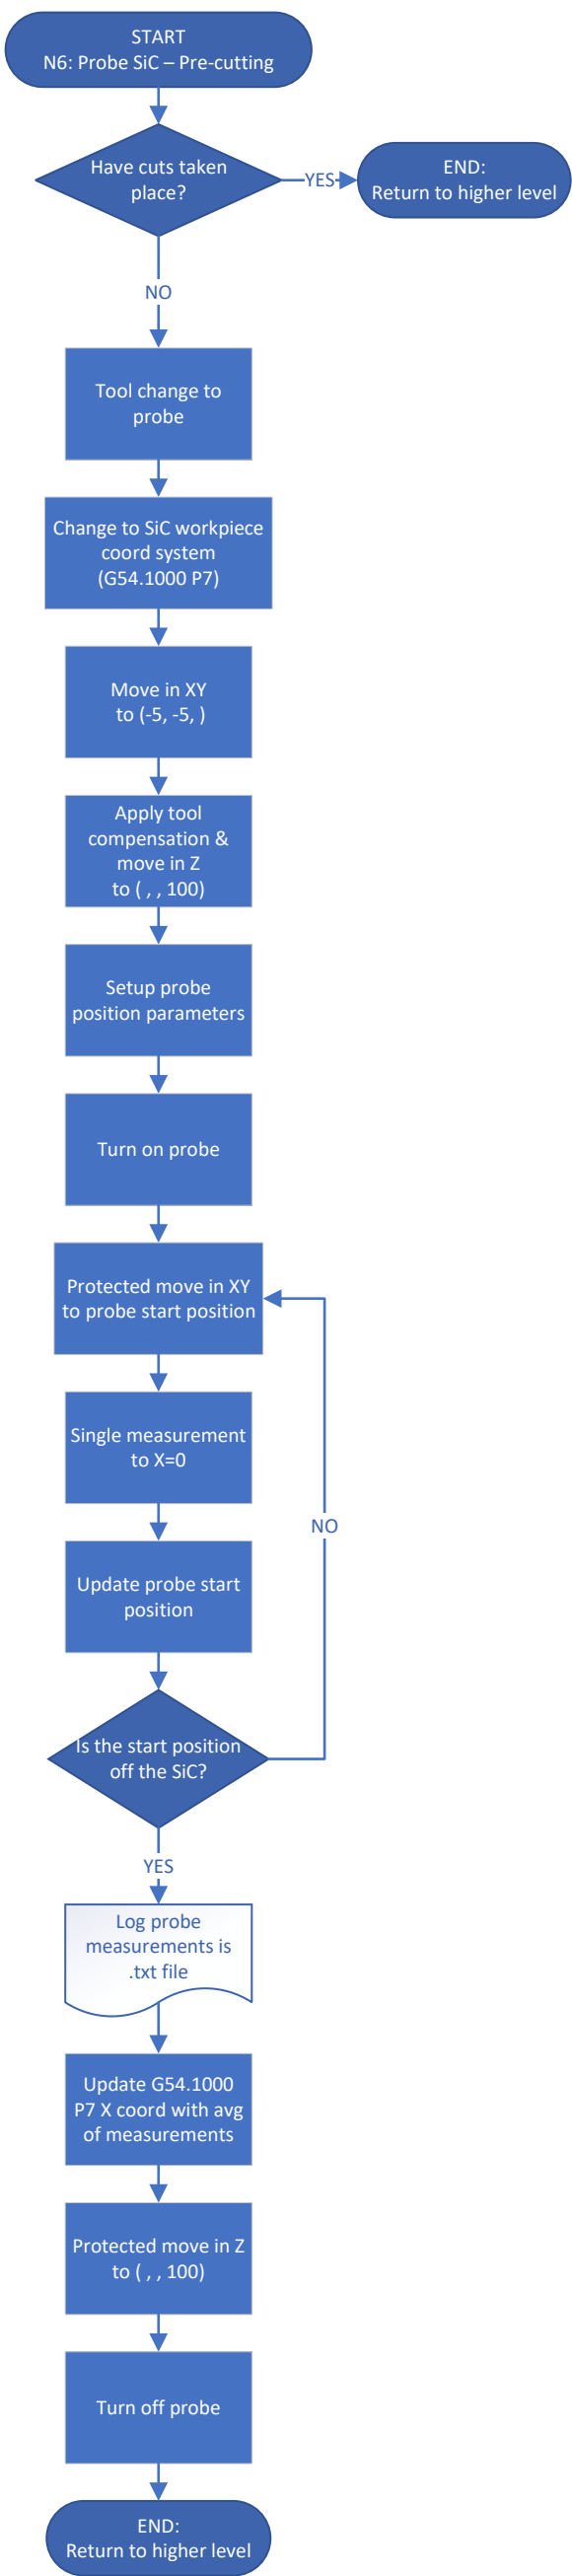 START
N6: Probe SiC – Pre-cutting
Have cuts taken
place?
YES
END:
Return to higher level
NO
Tool change to
probe
Change to SiC workpiece
coord system
(G54.1000 P7)
Move in XY
to (-5, -5, )
Apply tool
compensation &
move in Z
to ( , , 100)
Setup probe
position parameters
Turn on probe
Protected move in XY
to probe start position
Single measurement
to X=0
NO
Update probe start
position
Is the start position
off the SiC?
YES
Log probe
measurements is
.txt file
Update G54.1000
P7 X coord with avg
of measurements
Protected move in Z
to ( , , 100)
Turn off probe
END:
Return to higher level